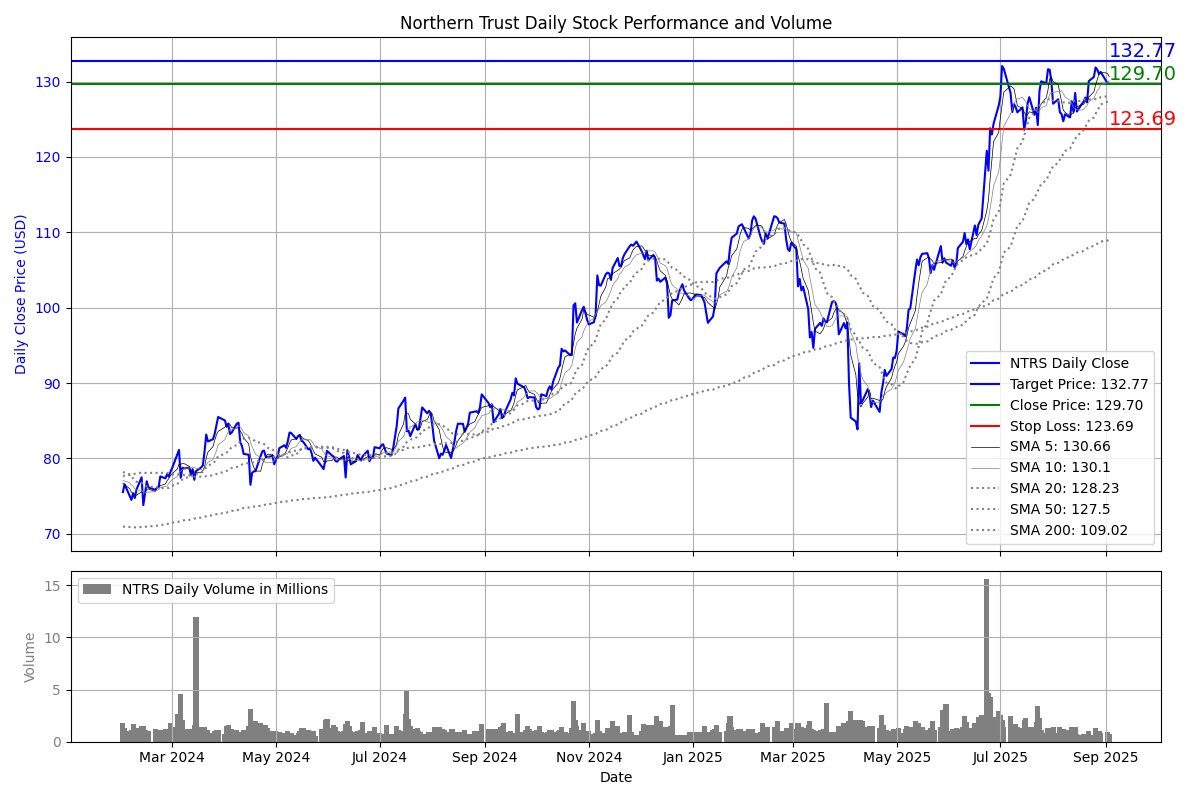 Northern Trust Daily Stock Performance and Volume
132.77
129.70
123.69
130
120
110
100
90
80
70
Daily Close Price (USD)
NTRS Daily Close
Target Price: 132.77
Close Price: 129.70
Stop Loss: 123.69
SMA 5: 130.66
SMA 10: 130.1
SMA 20: 128.23
SMA 50: 127.5
SMA 200: 109.02
NTRS Daily Volume in Millions
15
10
5
0
Volume
Mar 2024 May 2024 Jul 2024 Sep 2024 Nov 2024 Jan 2025 Mar 2025 May 2025 Jul 2025 Sep 2025
Date